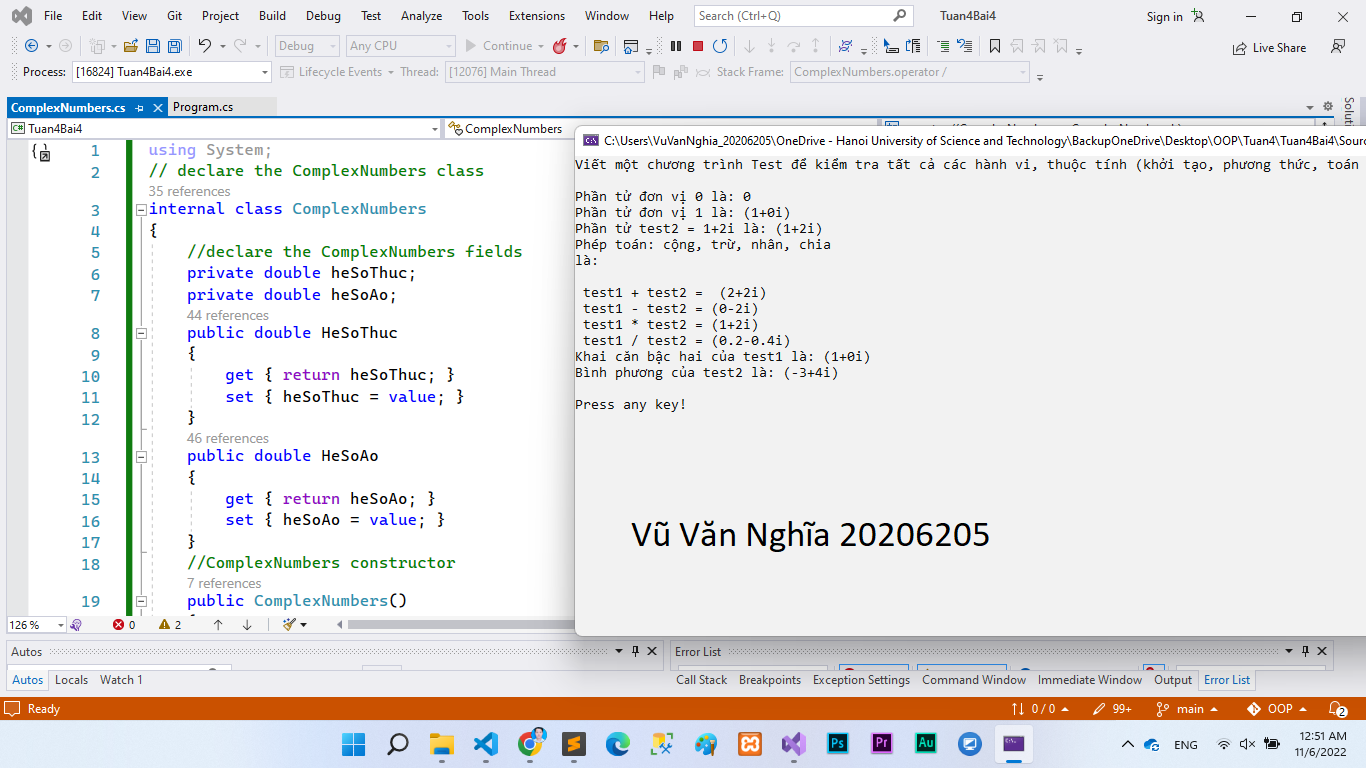 File Edit View Git Project Build Debug Test Analyze Tools Extensions Window Help Search (Ctrl+Q) Tuan4Bai4 Sign in
Debug Any CPU Continue Live Share
Process: [16824] Tuan4Bai4.exe Lifecycle Events Thread: [12076] Main Thread Stack Frame: ComplexNumbers.operator /
ComplexNumbers.cs Program.cs
Tuan4Bai4 ComplexNumbers
1 using System;
2 // declare the ComplexNumbers class
35 references
3 internal class ComplexNumbers
4 {
5 //declare the ComplexNumbers fields
6 private double heSoThuc;
7 private double heSoAo;
44 references
8 public double HeSoThuc
9 {
10 get { return heSoThuc; }
11 set { heSoThuc = value; }
12 }
46 references
13 public double HeSoAo
14 {
15 get { return heSoAo; }
16 set { heSoAo = value; }
17 }
18 //ComplexNumbers constructor
7 references
19 public ComplexNumbers()
126 % 0 2
C:\Users\VuVanNghia_20206205\OneDrive - Hanoi University of Science and Technology\BackupOneDrive\Desktop\OOP\Tuan4\Tuan4Bai4\Sourc
Viết một chương trình Test để kiểm tra tất cả các hành vi, thuộc tính (khởi tạo, phương thức, toán
Phần tử đơn vị 0 là: 0
Phần tử đơn vị 1 là: (1+0i)
Phần tử test2 = 1+2i là: (1+2i)
Phép toán: cộng, trừ, nhân, chia
là:
test1 + test2 = (2+2i)
test1 - test2 = (0-2i)
test1 * test2 = (1+2i)
test1 / test2 = (0.2-0.4i)
Khai căn bậc hai của test1 là: (1+0i)
Bình phương của test2 là: (-3+4i)
Press any key!
Vũ Văn Nghĩa 20206205
Autos
Autos Locals Watch 1
Error List
Call Stack Breakpoints Exception Settings Command Window Immediate Window Output Error List
Ready 0 / 0 99+ main OOP 2
Ps Pr Au
ENG 12:51 AM
11/6/2022